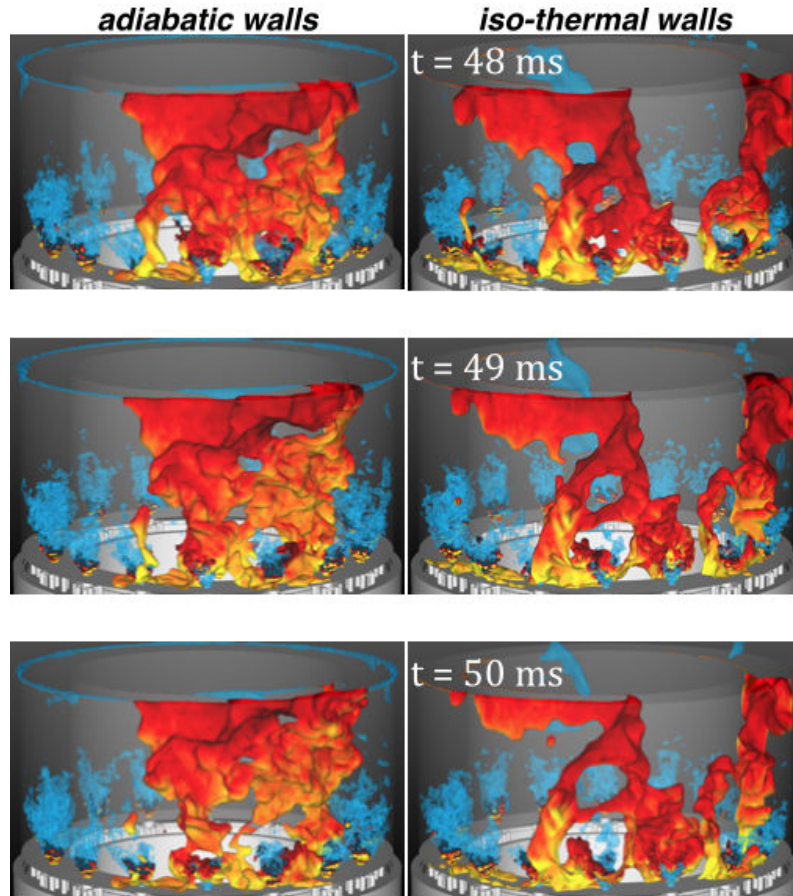 adiabatic walls
iso-thermal walls
t = 48 ms
t = 49 ms
t = 50 ms